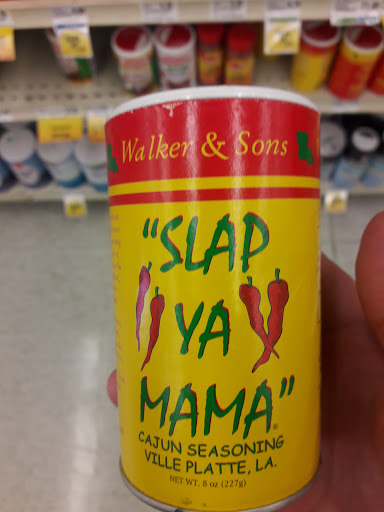 Walker & Sons
"SLAP
YA
MAMA"®
CAJUN SEASONING
VILLE PLATTE, LA.
NET WT. 8 oz (227g)